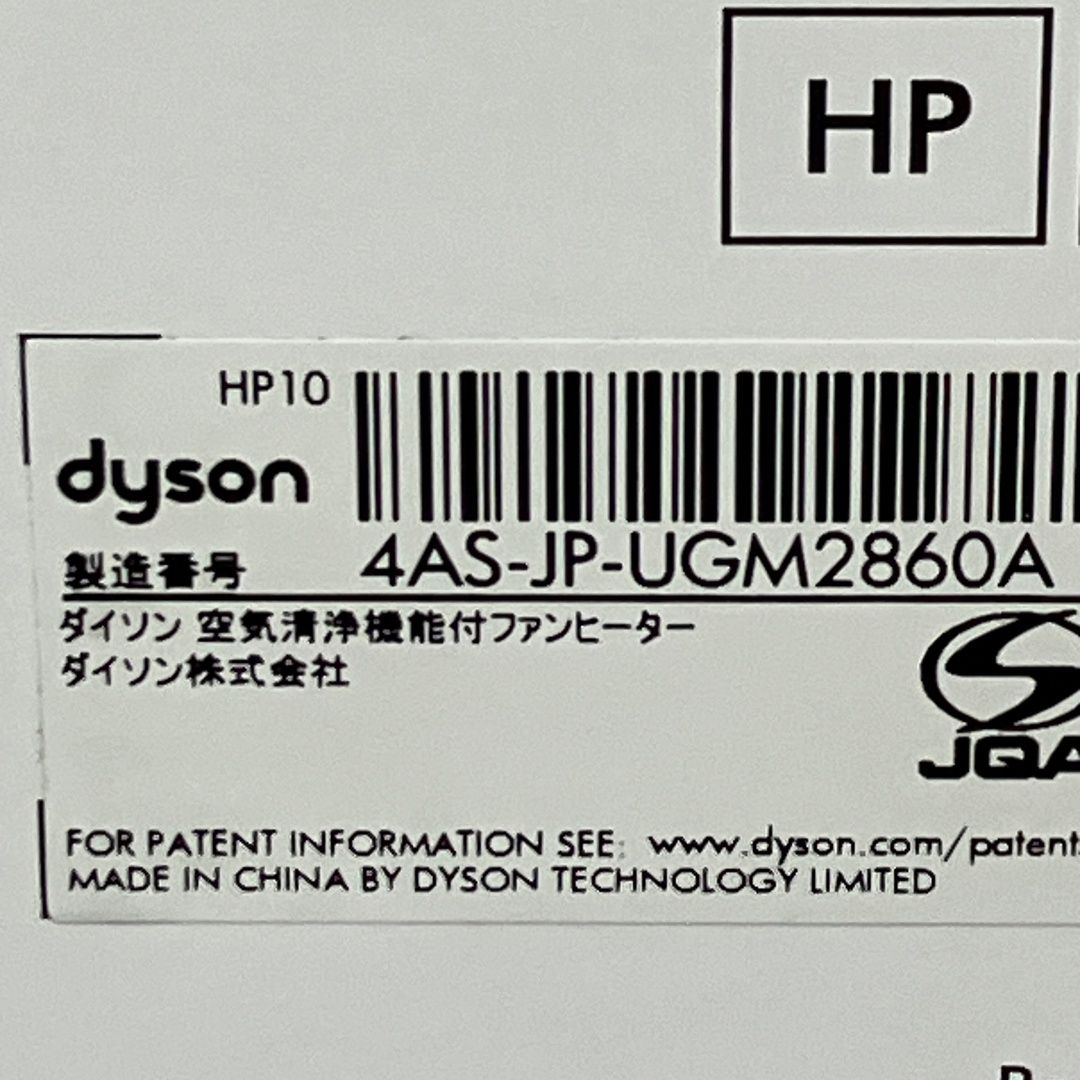 HP
HP10
dyson
製造番号 4AS-JP-UGM2860A
ダイソン 空気清浄機能付ファンヒーター
ダイソン株式会社
JQA
FOR PATENT INFORMATION SEE: www.dyson.com/patent
MADE IN CHINA BY DYSON TECHNOLOGY LIMITED